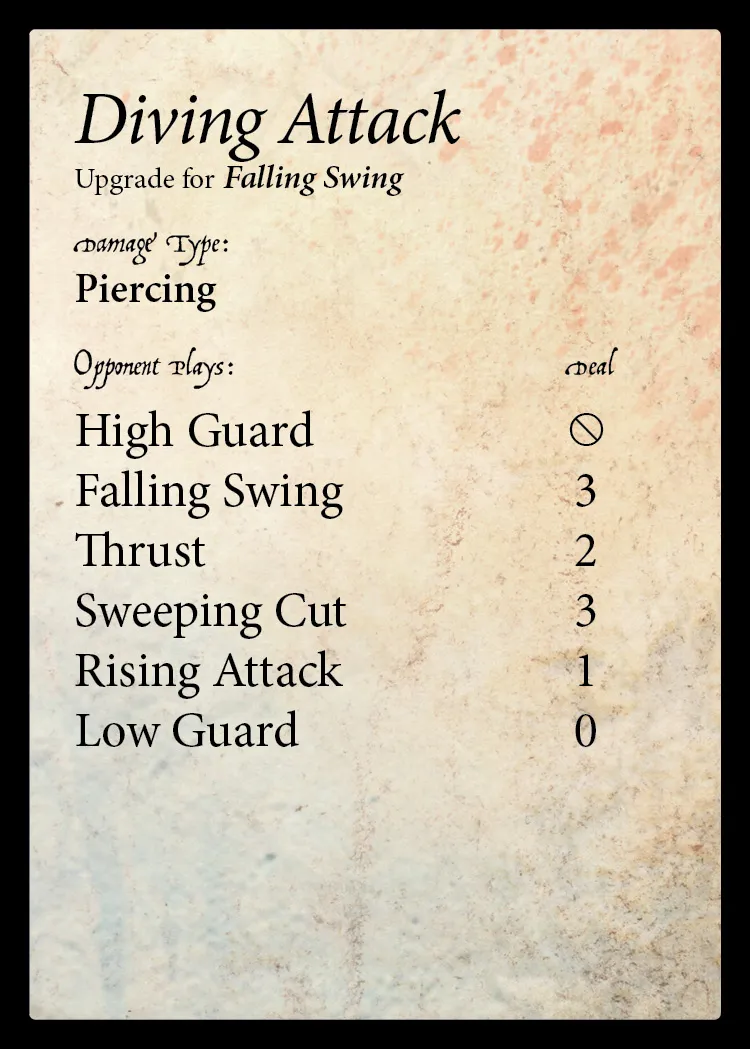 Diving Attack
Upgrade for Falling Swing
Damage Type:
Piercing
Opponent Plays: Deal
High Guard 🛇
Falling Swing 3
Thrust 2
Sweeping Cut 3
Rising Attack 1
Low Guard 0